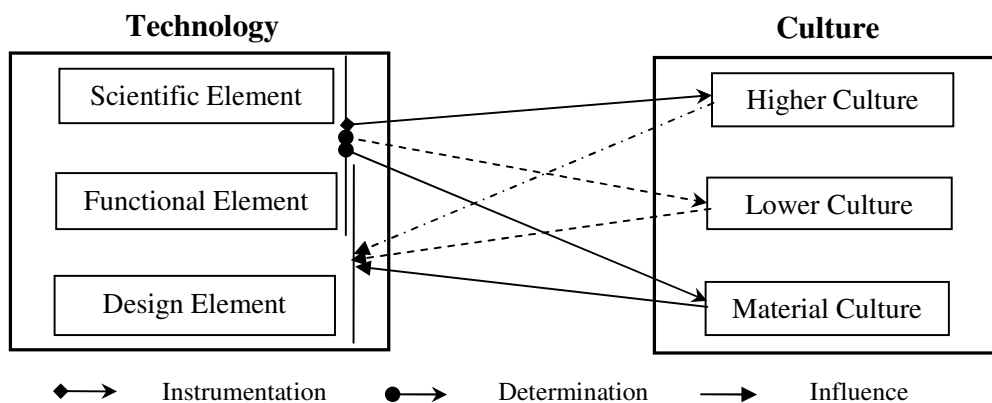 Technology Culture
Scientific Element Higher Culture
Functional Element Lower Culture
Design Element Material Culture
Instrumentation Determination Influence